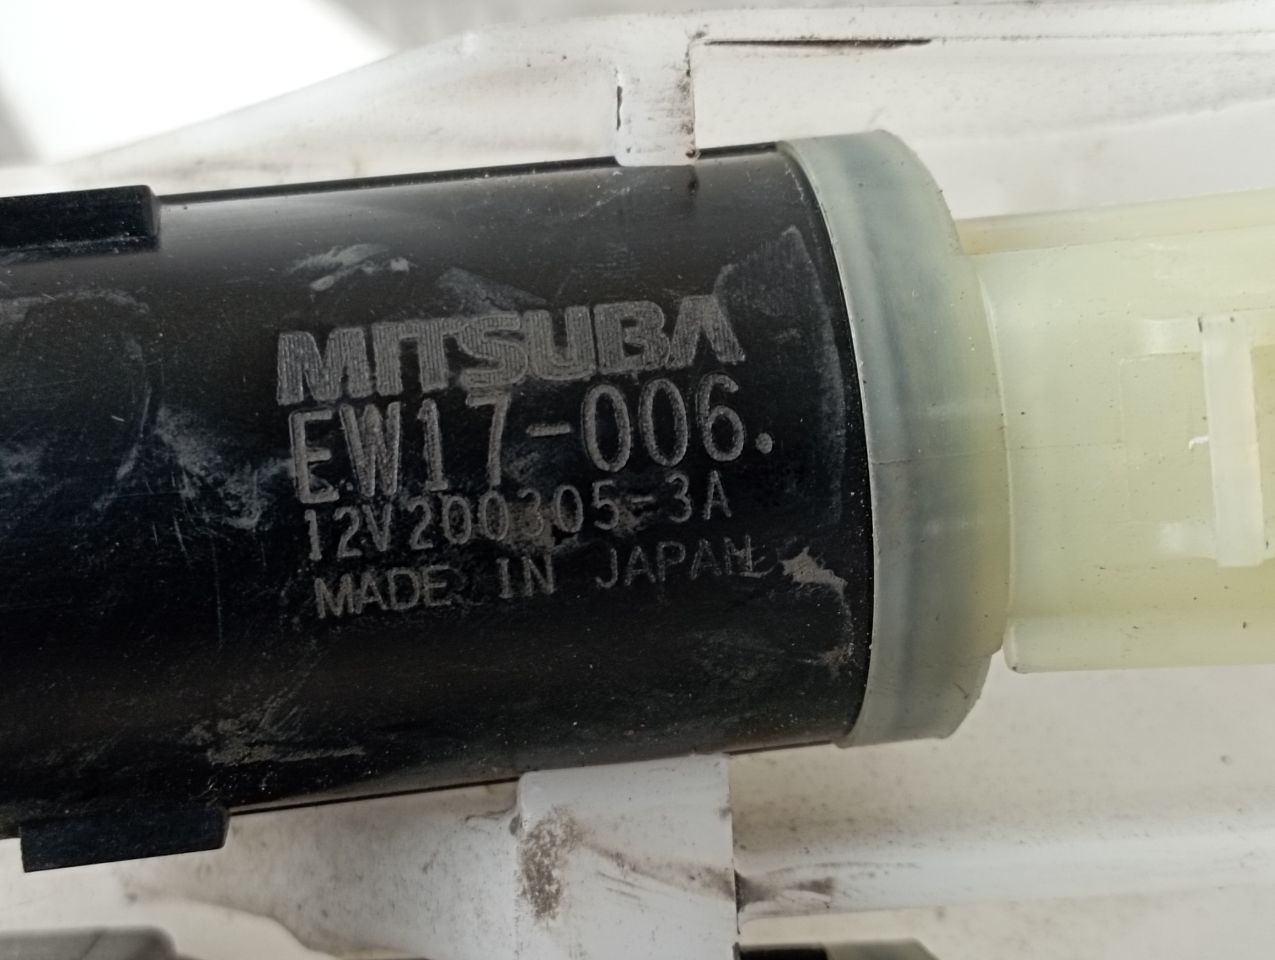 MITSUBA
EW17-006.
12V200305-3A
MADE IN JAPAN